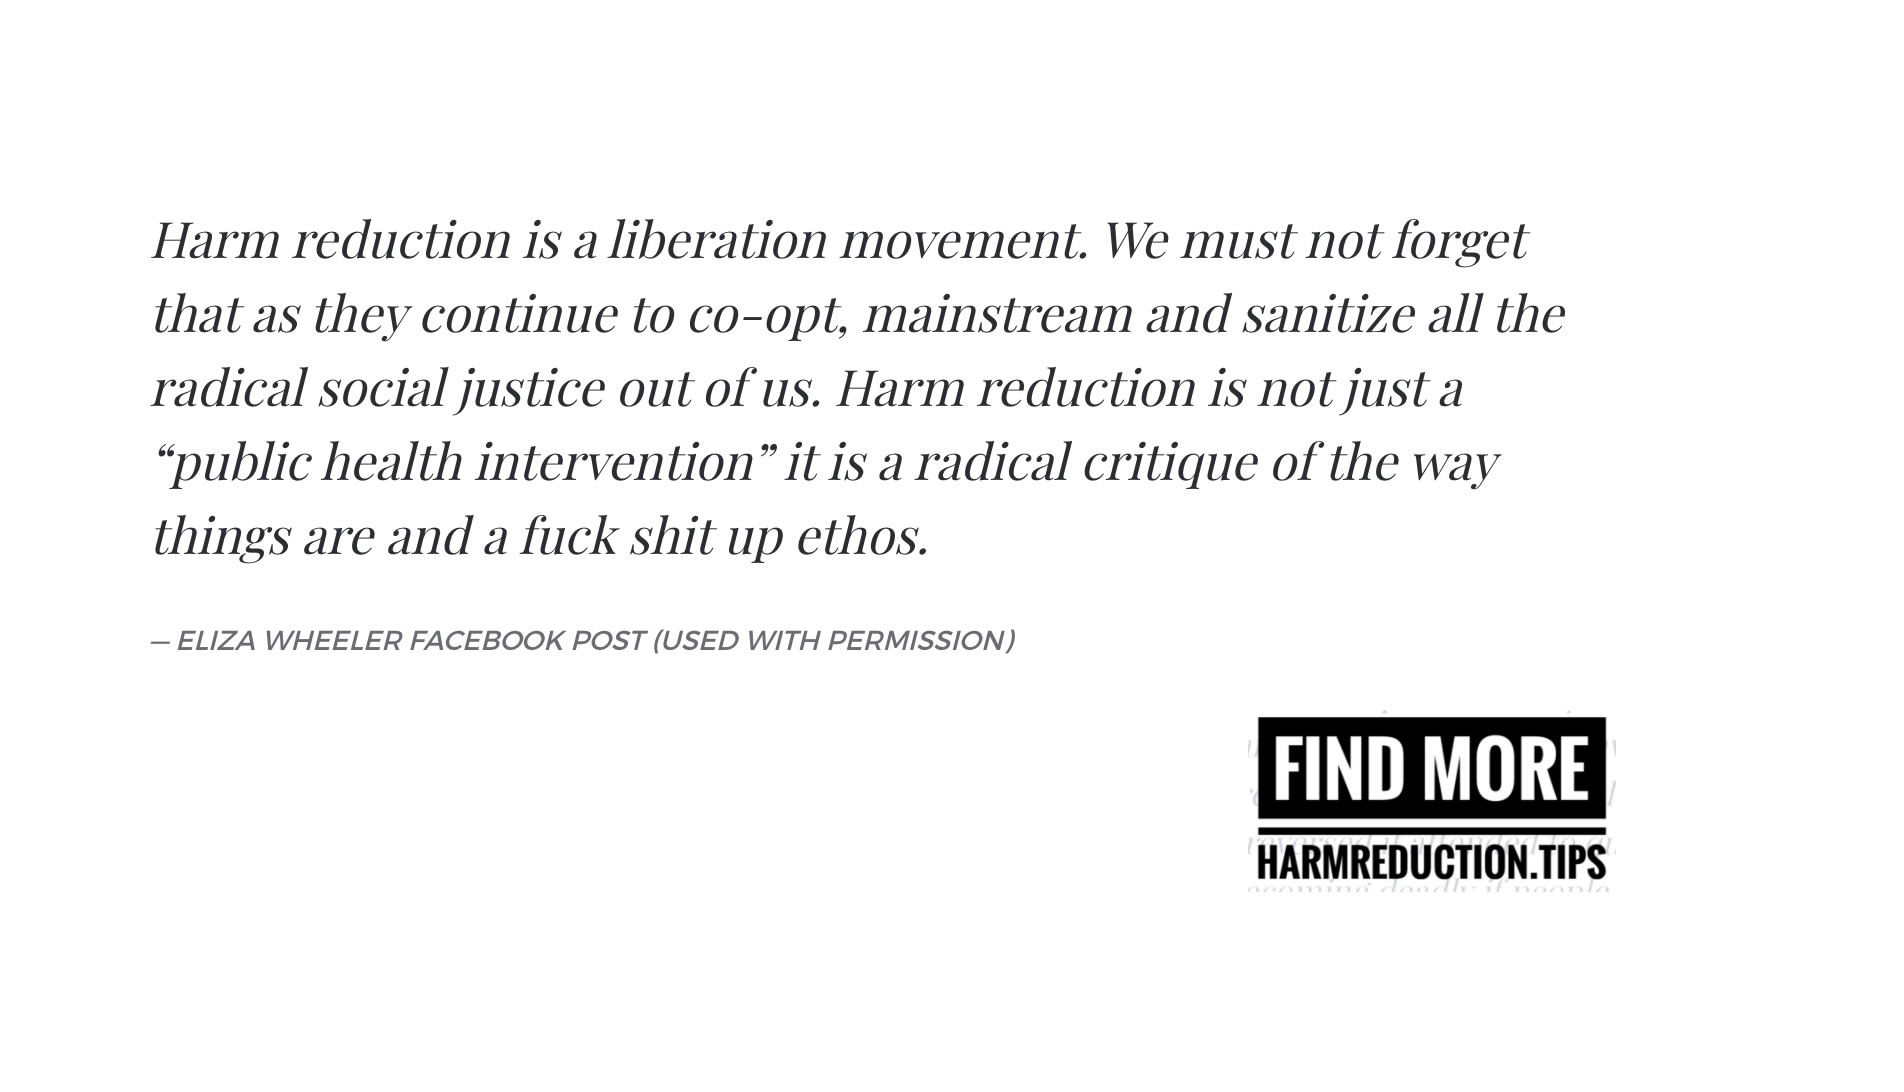 Harm reduction is a liberation movement. We must not forget
that as they continue to co-opt, mainstream and sanitize all the
radical social justice out of us. Harm reduction is not just a
“public health intervention” it is a radical critique of the way
things are and a fuck shit up ethos.
— ELIZA WHEELER FACEBOOK POST (USED WITH PERMISSION)
FIND MORE
HARMREDUCTION.TIPS